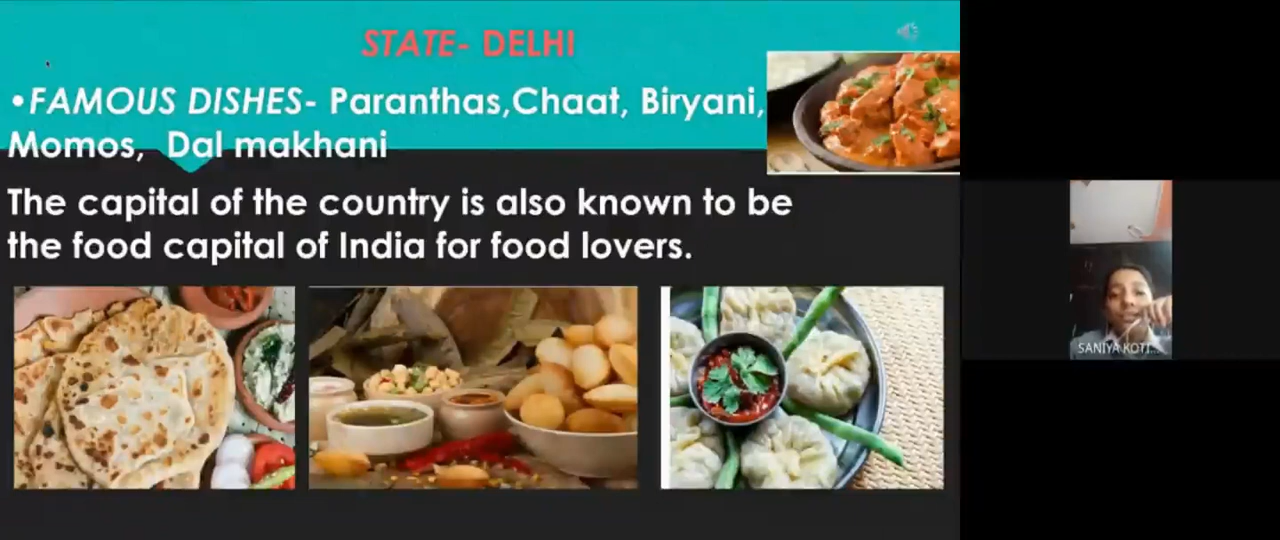 STATE- DELHI
•FAMOUS DISHES- Paranthas,Chaat, Biryani,
Momos, Dal makhani
The capital of the country is also known to be
the food capital of India for food lovers.
SANIYA KOTI...